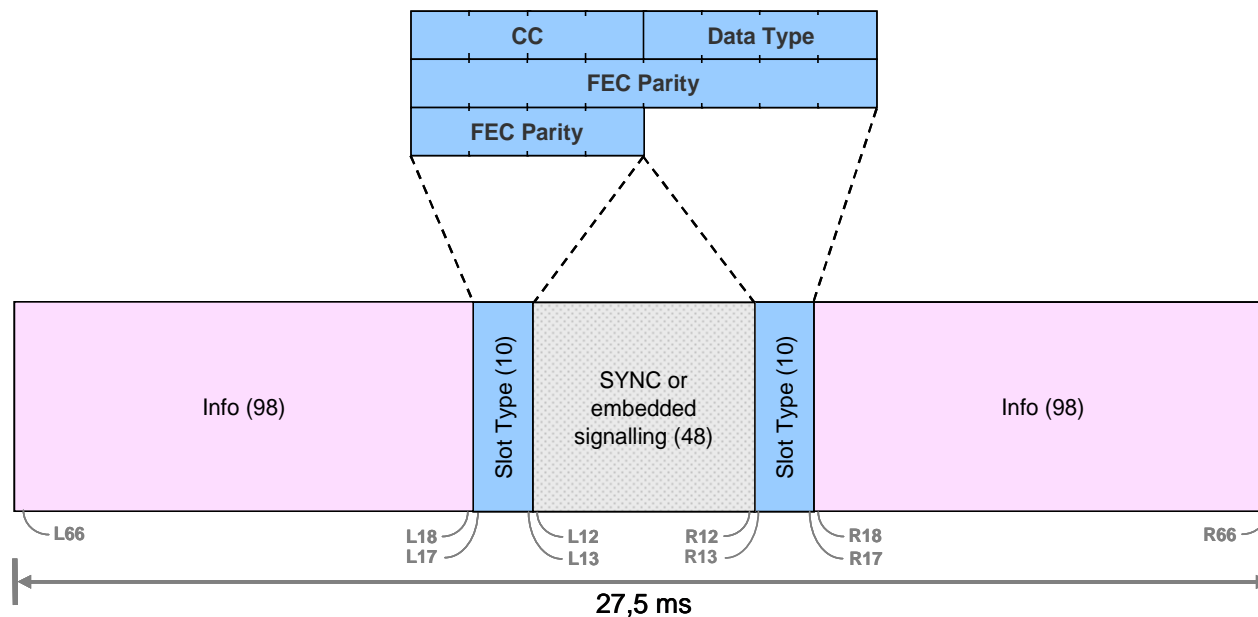 CC Data Type
FEC Parity
FEC Parity
Info (98)
Slot Type (10)
SYNC or
embedded
signalling (48)
Slot Type (10)
Info (98)
L66 L18 L12 R12 R18 R66
L17 L13 R13 R17
27,5 ms